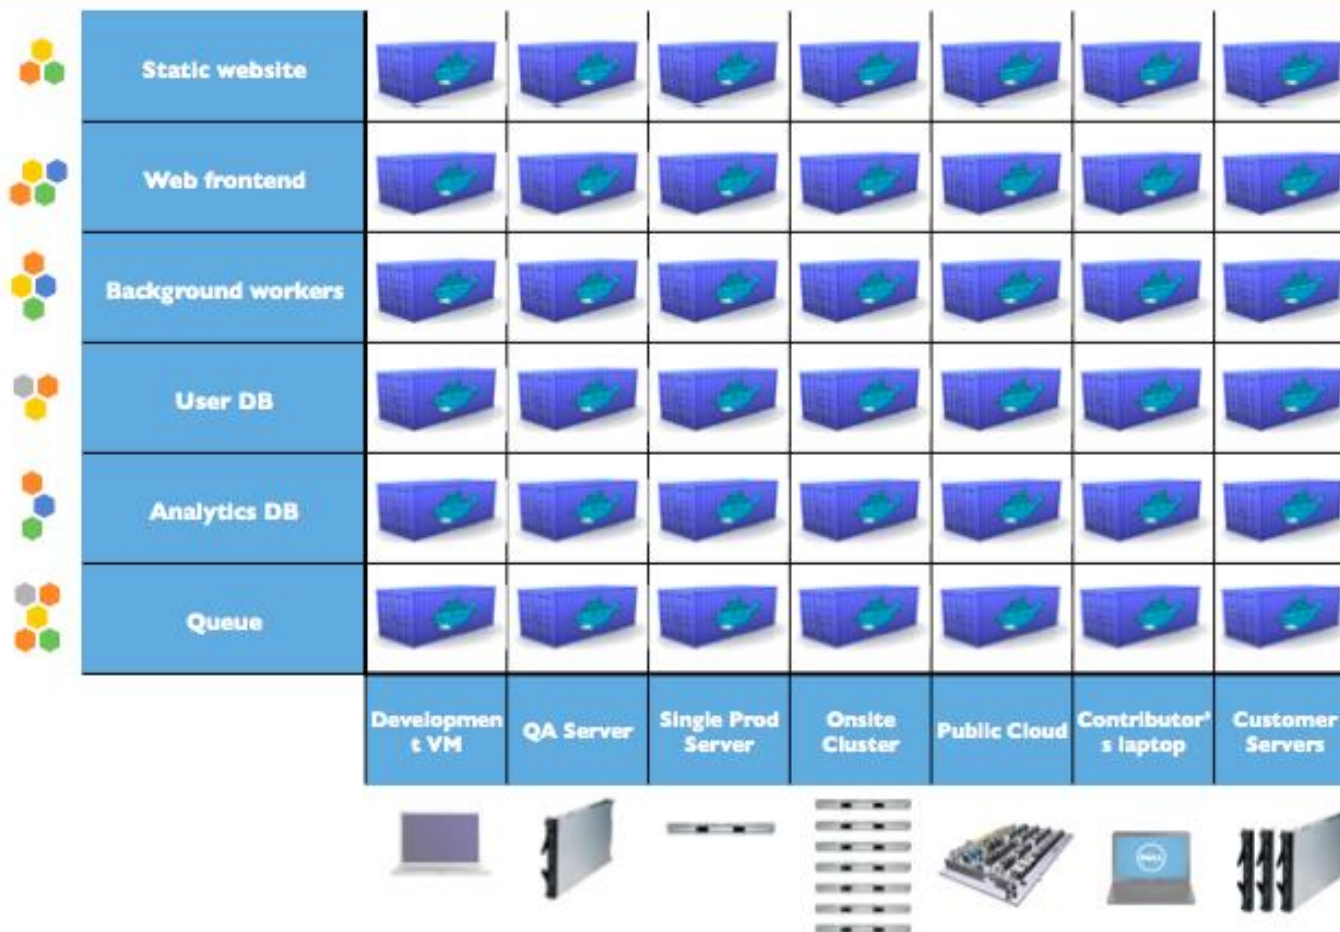 Static website
Web frontend
Background workers
User DB
Analytics DB
Queue
Developmen
t VM
QA Server
Single Prod
Server
Onsite
Cluster
Public Cloud
Contributor'
s laptop
Customer
Servers
DELL